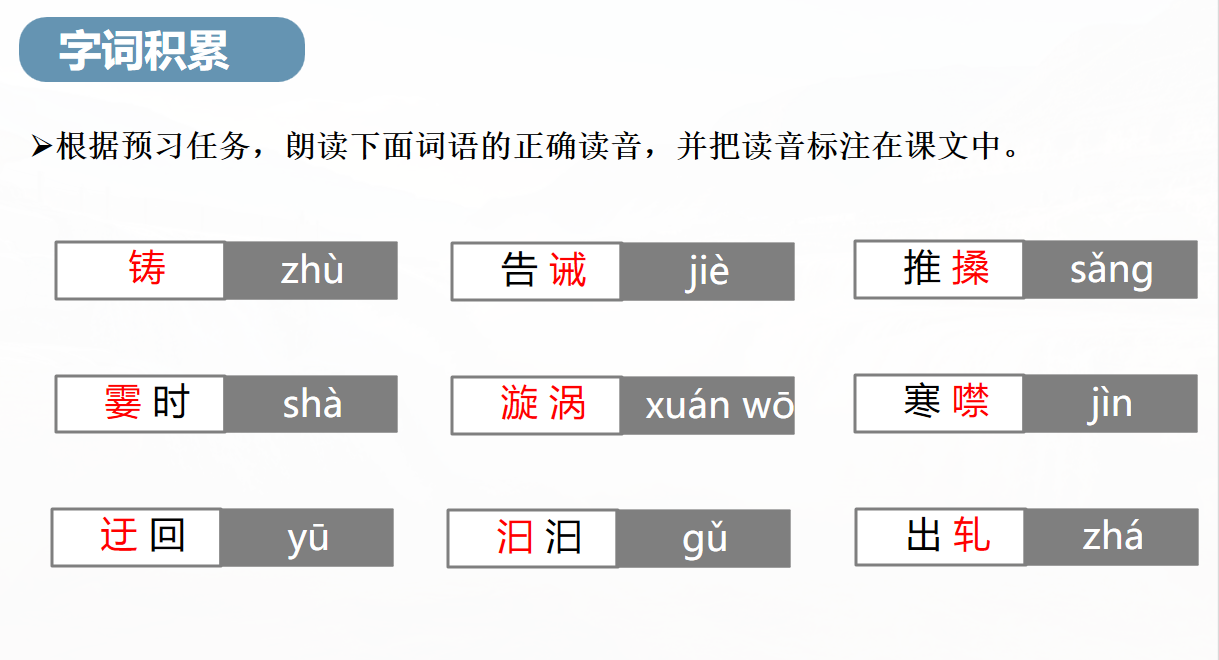 字词积累
➢根据预习任务，朗读下面词语的正确读音，并把读音标注在课文中。
铸 zhù 告诫 jiè 推搡 sǎng
霎时 shà 漩涡 xuán wō 寒噤 jìn
迂回 yū 汩汩 gǔ 出轧 zhá